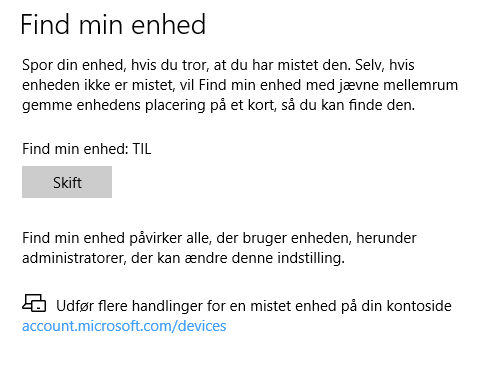 Find min enhed
Spor din enhed, hvis du tror, at du har mistet den. Selv, hvis
enheden ikke er mistet, vil Find min enhed med jævne mellemrum
gemme enhedens placering på et kort, så du kan finde den.
Find min enhed: TIL
Skift
Find min enhed påvirker alle, der bruger enheden, herunder
administratorer, der kan ændre denne indstilling.
Udfør flere handlinger for en mistet enhed på din kontoside
account.microsoft.com/devices